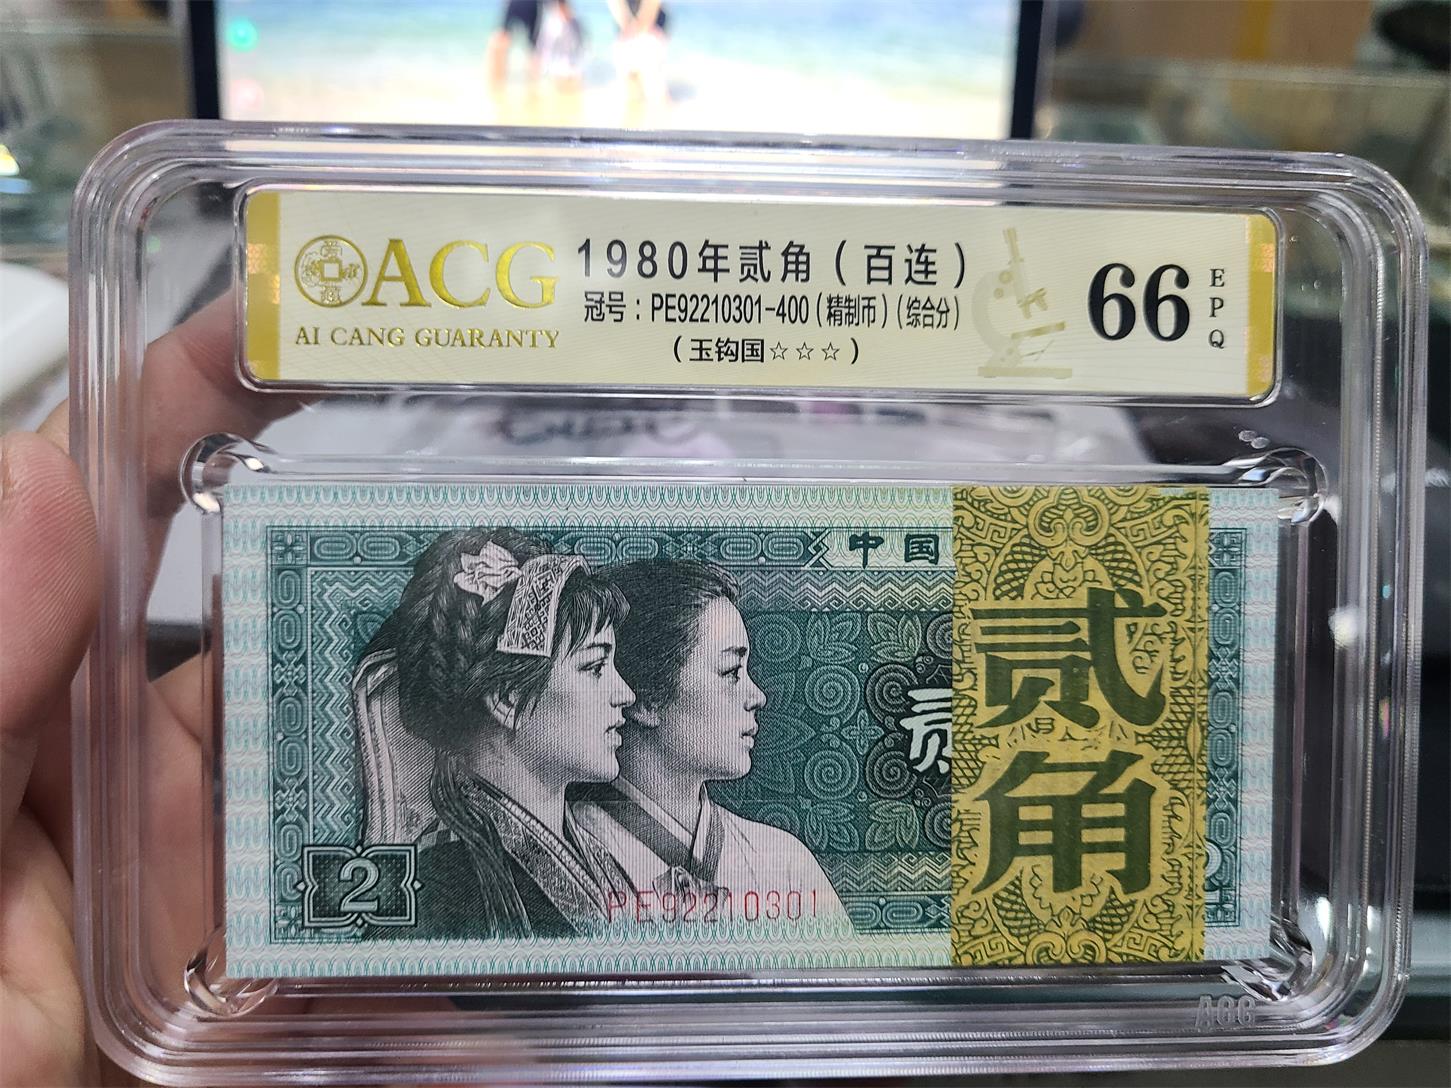 ACG
AI CANG GUARANTY
1980年贰角（百连）
冠号：PE92210301-400（精制币）（综合分）
（玉钩国☆☆☆）
66
EPQ
中国
贰
贰角
2
PE92210301
ACG